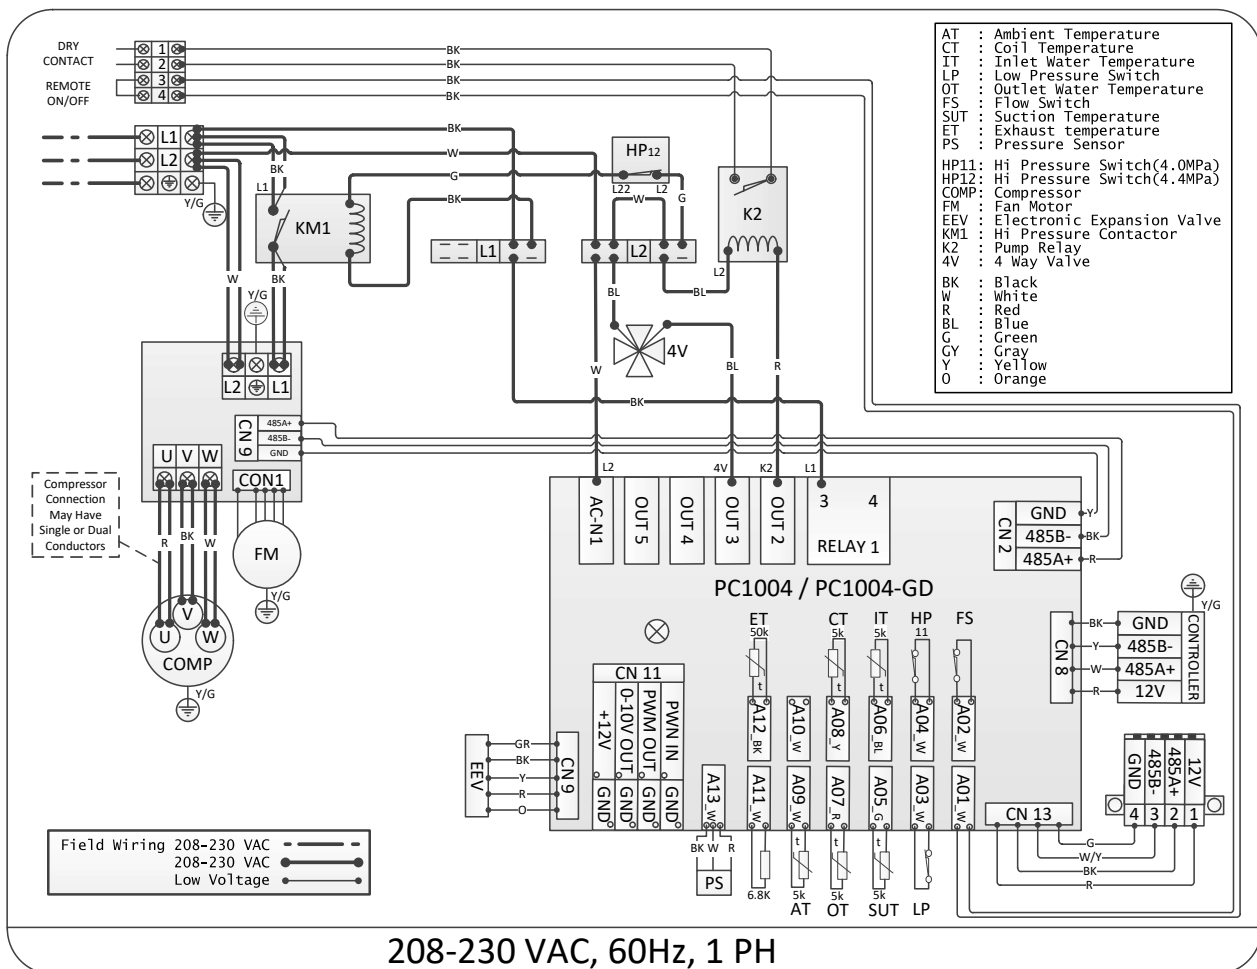 DRY
CONTACT
REMOTE
ON/OFF
1
2
3
4
BK
BK
BK
BK
AT : Ambient Temperature
CT : Coil Temperature
IT : Inlet Water Temperature
LP : Low Pressure Switch
OT : Outlet Water Temperature
FS : Flow Switch
SUT : Suction Temperature
ET : Exhaust temperature
PS : Pressure Sensor
HP11: Hi Pressure Switch(4.0MPa)
HP12: Hi Pressure Switch(4.4MPa)
COMP: Compressor
FM : Fan Motor
EEV : Electronic Expansion Valve
KM1 : Hi Pressure Contactor
K2 : Pump Relay
4V : 4 Way Valve
BK : Black
W : White
R : Red
BL : Blue
G : Green
GY : Gray
Y : Yellow
O : Orange
L1
L2
Y/G
BK
W
G
BK
BK
L1
KM1
HP12
L22 L2
W
G
K2
L2
L1
L2
BL
BL
4V
W
BL
R
BK
W
BK
Y/G
L2 L1
CN 9
485A+
485B-
GND
U V W
CON1
Compressor
Connection
May Have
Single or Dual
Conductors
R
BK
W
FM
Y/G
U
V
W
COMP
Y/G
L2
4V
K2
L1
AC-N1
OUT 5
OUT 4
OUT 3
OUT 2
3 4
RELAY 1
CN 2
GND
485B-
485A+
Y
BK
R
PC1004 / PC1004-GD
ET
50k
t
CT
5k
t
IT
5k
t
HP
11
FS
A12_BK
A10_W
A08_Y
A06_BL
A04_W
A02_W
A11_W
A09_W
A07_R
A05_G
A03_W
A01_W
A13_W
BK W R
PS
6.8K
t
5k
AT
t
5k
OT
t
5k
SUT
LP
CN 11
+12V
0-10V OUT
PWM OUT
PWN IN
GND
GND
GND
GND
EEV
GR
BK
Y
R
O
CN 9
CN 8
BK
Y
W
R
GND
485B-
485A+
12V
CONTROLLER
Y/G
CN 13
GND
485B-
485A+
12V
4 3 2 1
G
W/Y
BK
R
Field Wiring 208-230 VAC
208-230 VAC
Low Voltage
208-230 VAC, 60Hz, 1 PH